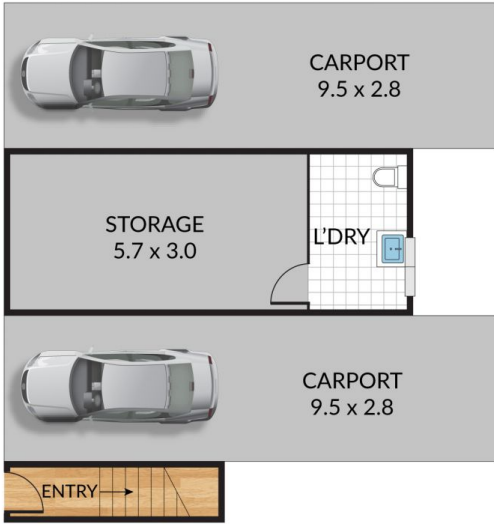 CARPORT
9.5 x 2.8
STORAGE
5.7 x 3.0
L'DRY
CARPORT
9.5 x 2.8
ENTRY